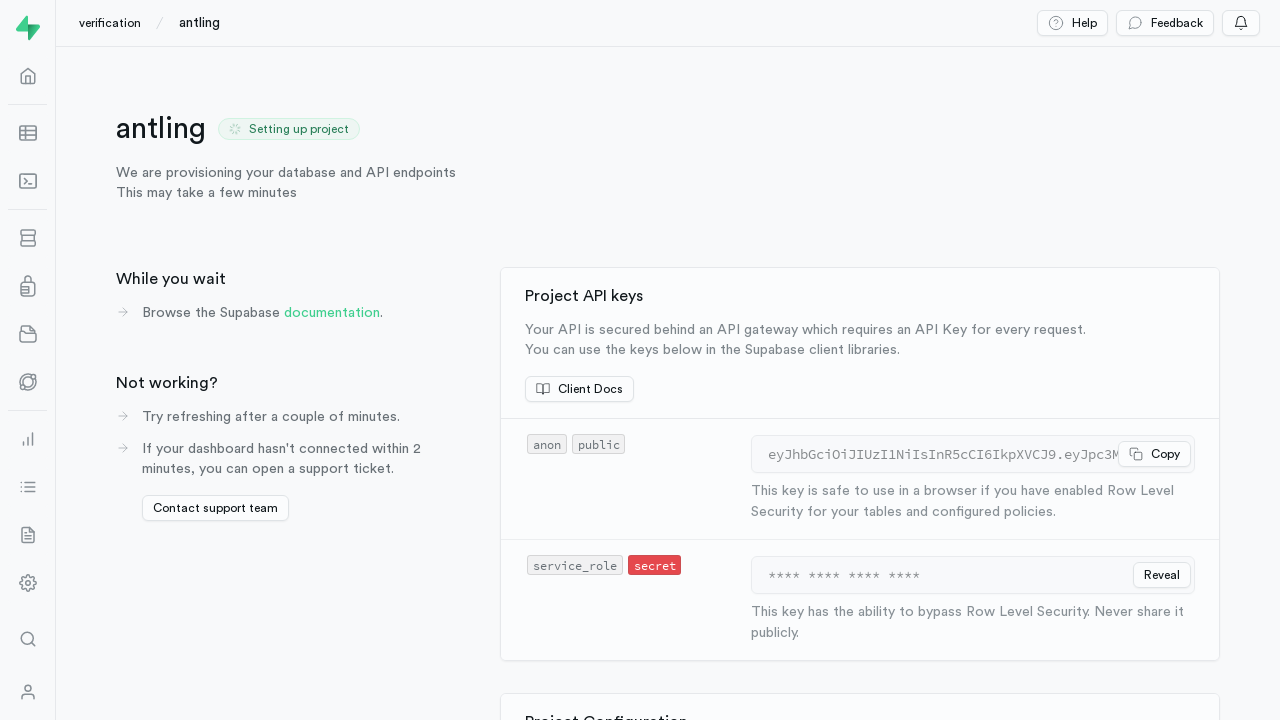 verification / antling
Help
Feedback
antling
Setting up project
We are provisioning your database and API endpoints
This may take a few minutes
While you wait
Browse the Supabase documentation.
Not working?
Try refreshing after a couple of minutes.
If your dashboard hasn't connected within 2
minutes, you can open a support ticket.
Contact support team
Project API keys
Your API is secured behind an API gateway which requires an API Key for every request.
You can use the keys below in the Supabase client libraries.
Client Docs
anon public
eyJhbGciOiJIUzI1NiIsInR5cCI6IkpXVCJ9.eyJpc3M
Copy
This key is safe to use in a browser if you have enabled Row Level
Security for your tables and configured policies.
service_role secret
**** **** **** ****
Reveal
This key has the ability to bypass Row Level Security. Never share it
publicly.
Project Configuration